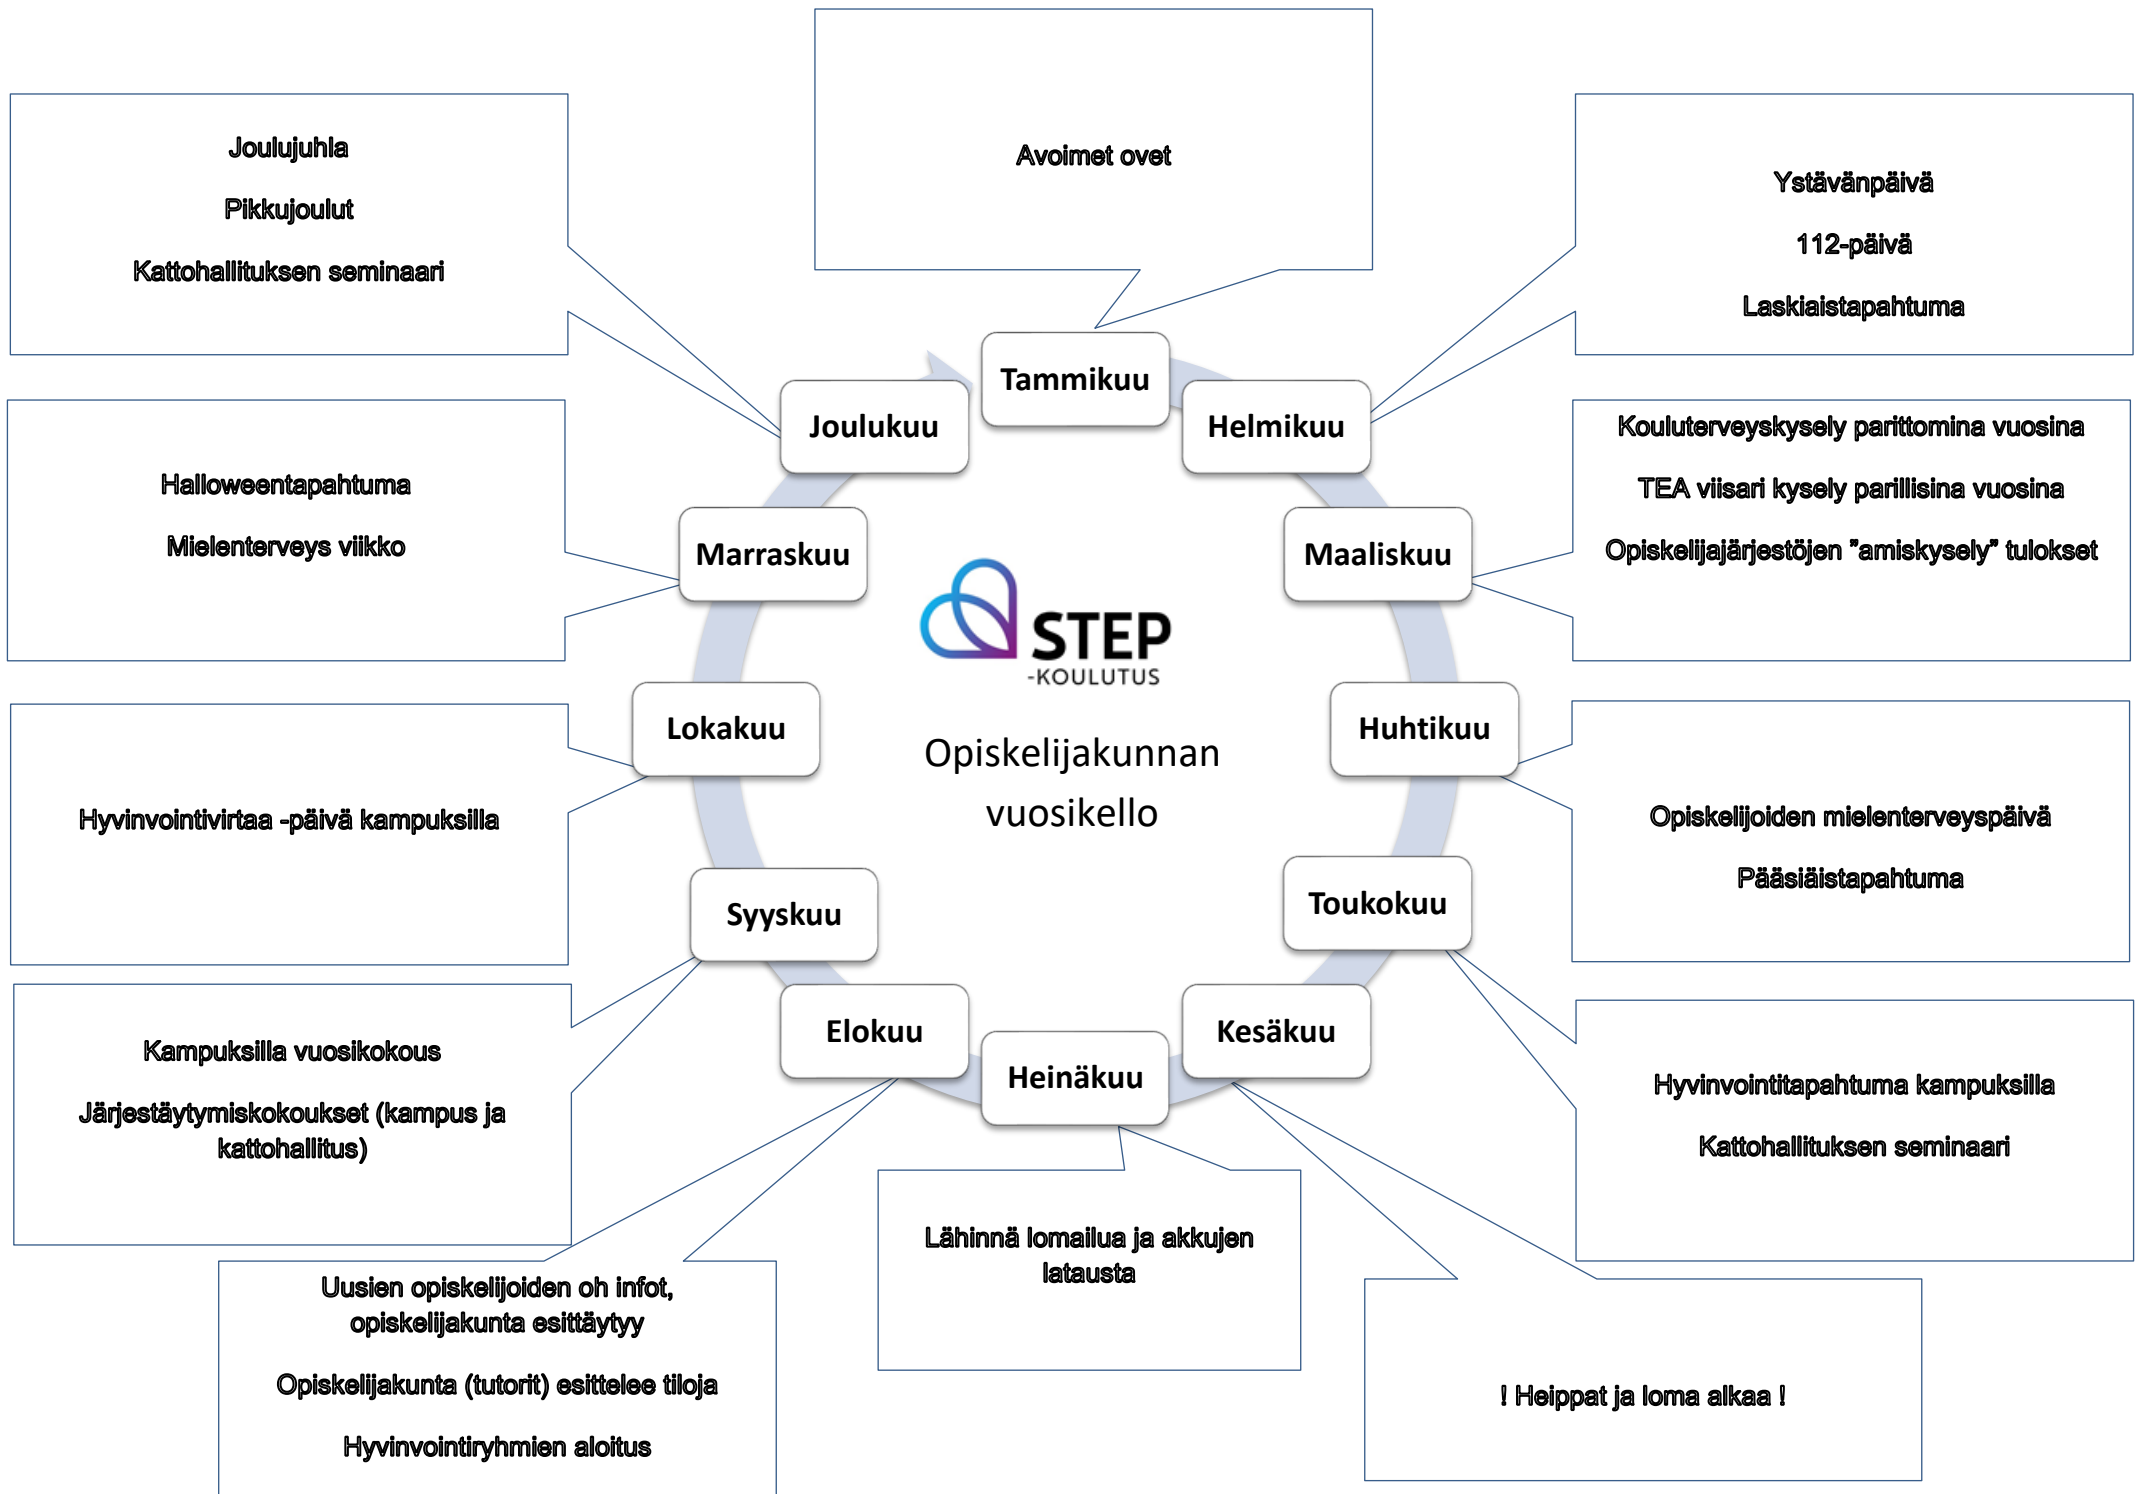 Avoimet ovet
Joulujuhla
Pikkujoulut
Kattohallituksen seminaari
Ystävänpäivä
112-päivä
Laskiaistapahtuma
Tammikuu
Joulukuu
Helmikuu
Halloweentapahtuma
Mielenterveys viikko
Marraskuu
Maaliskuu
Kouluterveyskysely parittomina vuosina
TEA viisari kysely parillisina vuosina
Opiskelijajärjestöjen ”amiskysely” tulokset
STEP
-KOULUTUS
Opiskelijakunnan
vuosikello
Lokakuu
Huhtikuu
Hyvinvointivirtaa -päivä kampuksilla
Opiskelijoiden mielenterveyspäivä
Pääsiäistapahtuma
Syyskuu
Toukokuu
Kampuksilla vuosikokous
Järjestäytymiskokoukset (kampus ja
kattohallitus)
Elokuu
Heinäkuu
Kesäkuu
Hyvinvointitapahtuma kampuksilla
Kattohallituksen seminaari
Uusien opiskelijoiden oh infot,
opiskelijakunta esittäytyy
Opiskelijakunta (tutorit) esittelee tiloja
Hyvinvointiryhmien aloitus
Lähinnä lomailua ja akkujen
latausta
! Heippat ja loma alkaa !